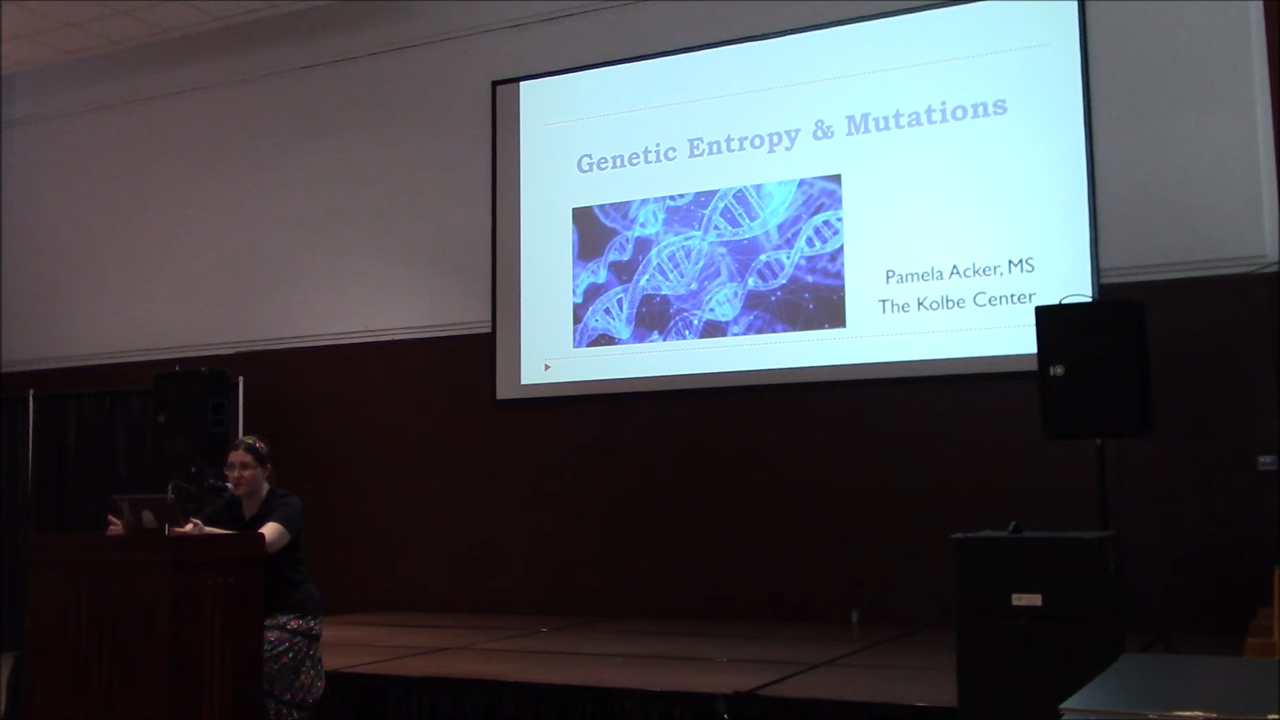 Genetic Entropy & Mutations
Pamela Acker, MS
The Kolbe Center